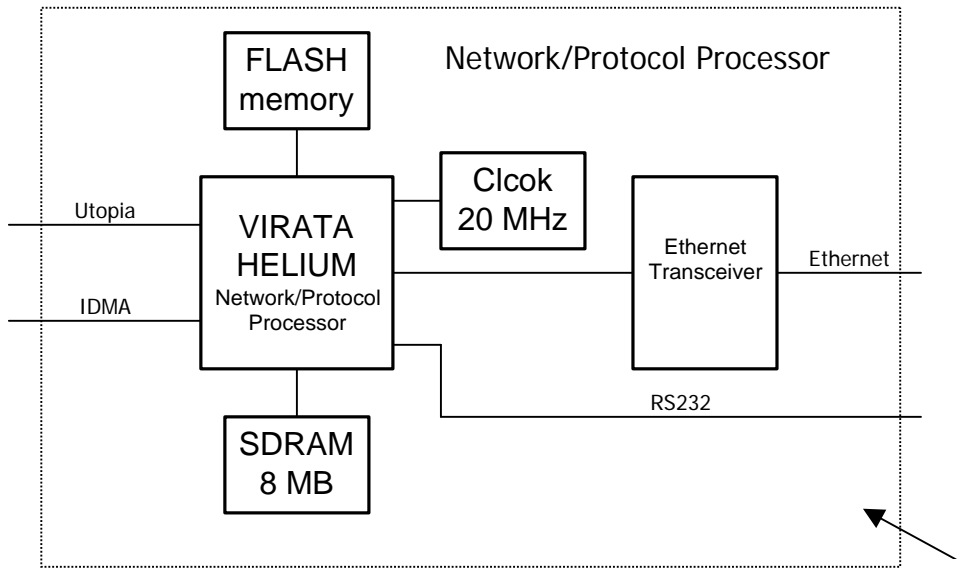 Network/Protocol Processor
FLASH
memory
Clcok
20 MHz
Utopia
VIRATA
HELIUM
Network/Protocol
Processor
Ethernet
Transceiver
Ethernet
IDMA
RS232
SDRAM
8 MB